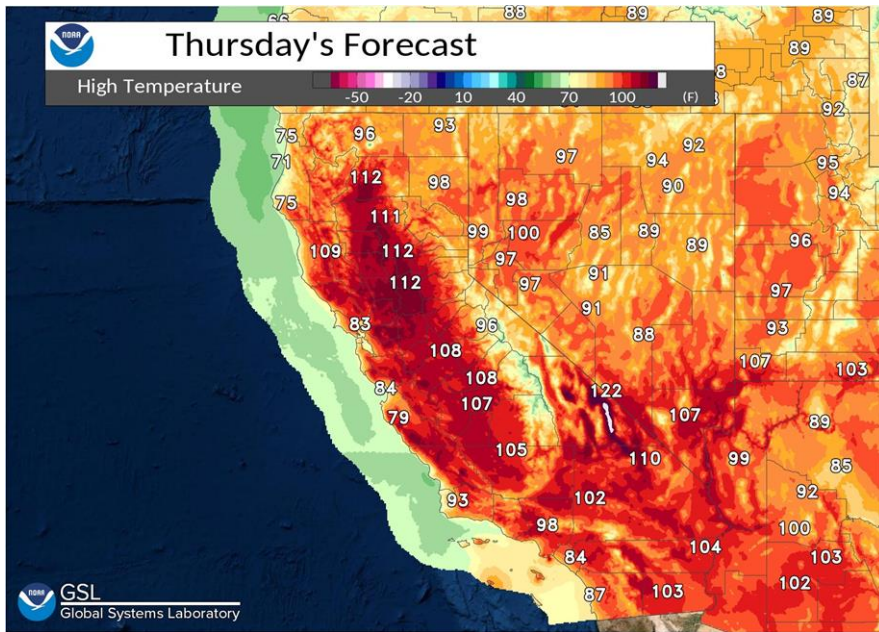 NOAA
Thursday's Forecast
High Temperature
-50 -20 10 40 70 100 (F)
88 89
89
87
92
75 96 93 92
71 97 94 95
112 98 90 94
75 98
111
99 100 85 89 96
109 112 97 89
112 97 91 97
91
83 96 88 93
108 107 103
84 108 122
107 107
79 89
105 110 99 85
93 102 92
98 100
84 104 103
87 103 102
NOAA
GSL
Global Systems Laboratory